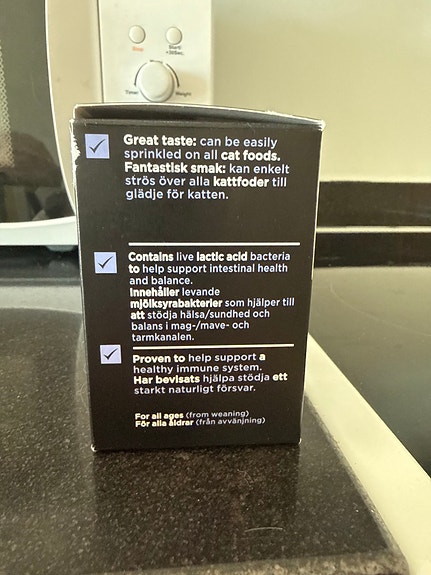 Stop
Start/
+30Sec.
Timer
Weight
Great taste: can be easily
sprinkled on all cat foods.
Fantastisk smak: kan enkelt
strös över alla kattfoder till
glädje för katten.
Contains live lactic acid bacteria
to help support intestinal health
and balance.
Innehåller levande
mjölksyrabakterier som hjälper till
att stödja hälsa/sundhed och
balans i mag-/mave- och
tarmkanalen.
Proven to help support a
healthy immune system.
Har bevisats hjälpa stödja ett
starkt naturligt försvar.
For all ages (from weaning)
För alla åldrar (från avvänjning)